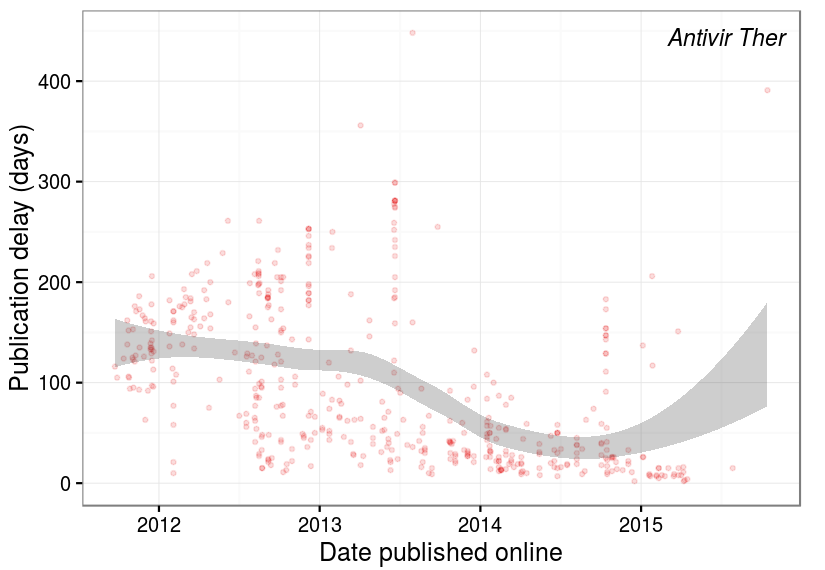 Antivir Ther
Publication delay (days)
400
300
200
100
0
2012 2013 2014 2015
Date published online